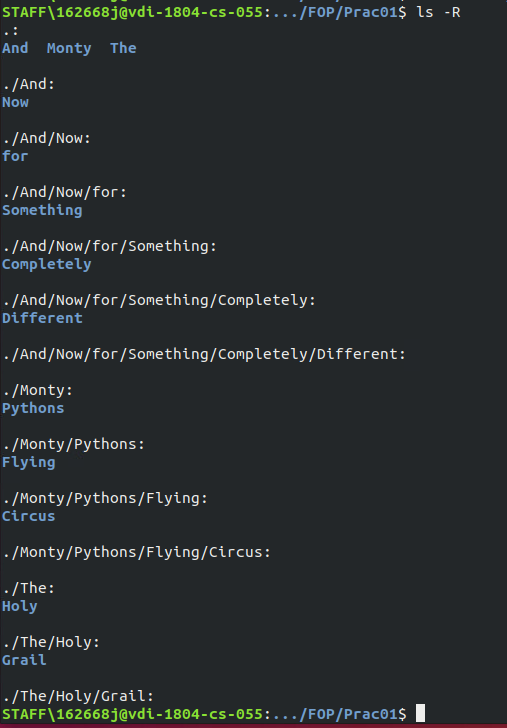 STAFF\162668j@vdi-1804-cs-055:.../FOP/Prac01$ ls -R
.:
And  Monty  The
./And:
Now
./And/Now:
for
./And/Now/for:
Something
./And/Now/for/Something:
Completely
./And/Now/for/Something/Completely:
Different
./And/Now/for/Something/Completely/Different:
./Monty:
Pythons
./Monty/Pythons:
Flying
./Monty/Pythons/Flying:
Circus
./Monty/Pythons/Flying/Circus:
./The:
Holy
./The/Holy:
Grail
./The/Holy/Grail:
STAFF\162668j@vdi-1804-cs-055:.../FOP/Prac01$